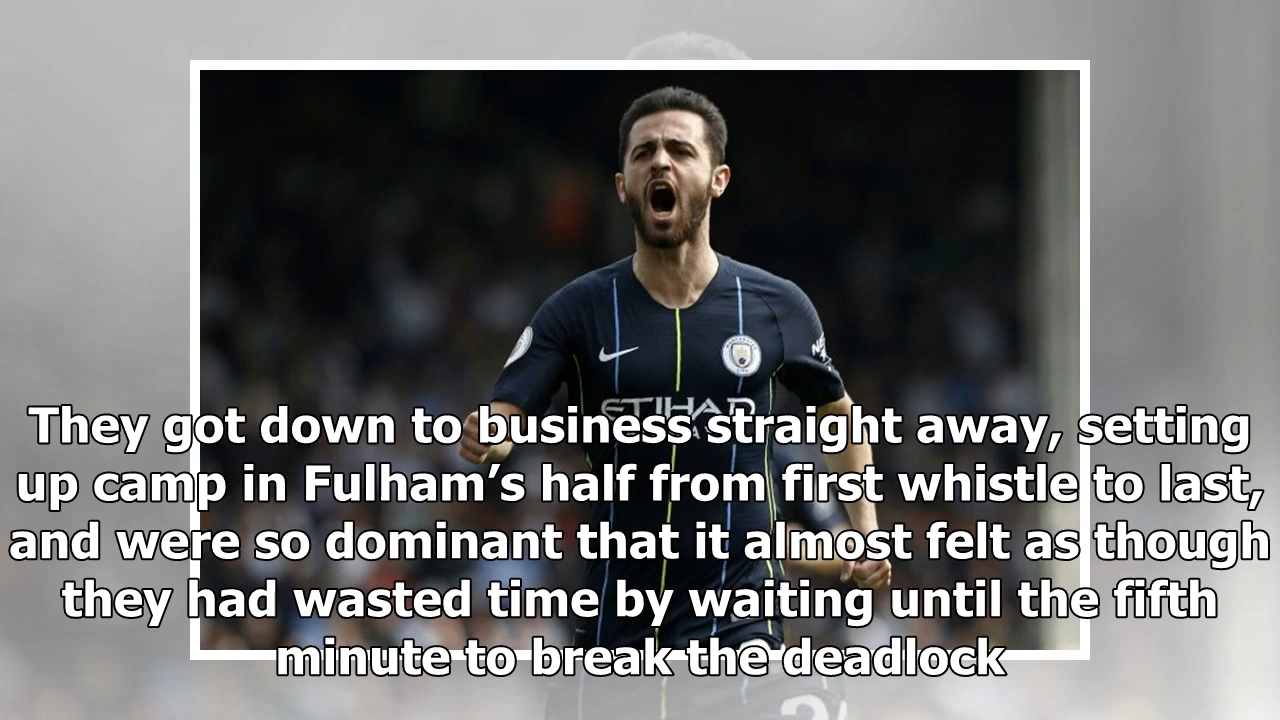 NE
ETIHAD
They got down to business straight away, setting
up camp in Fulham’s half from first whistle to last,
and were so dominant that it almost felt as though
they had wasted time by waiting until the fifth
minute to break the deadlock